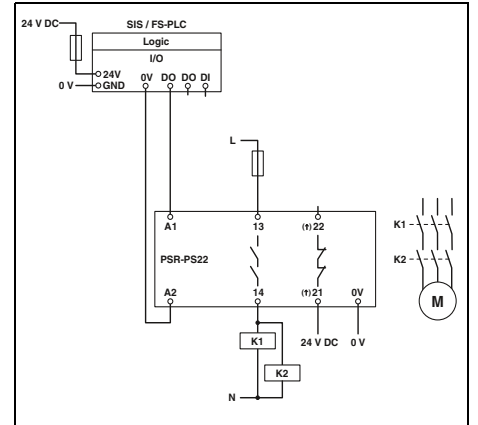 24 V DC
SIS / FS-PLC
Logic
I/O
24V
0V DO DO DI
0 V
GND
L
A1 13 (↑)22
K1
PSR-PS22
K2
A2 14 (↑)21 0V
M
K1
24 V DC 0 V
K2
N